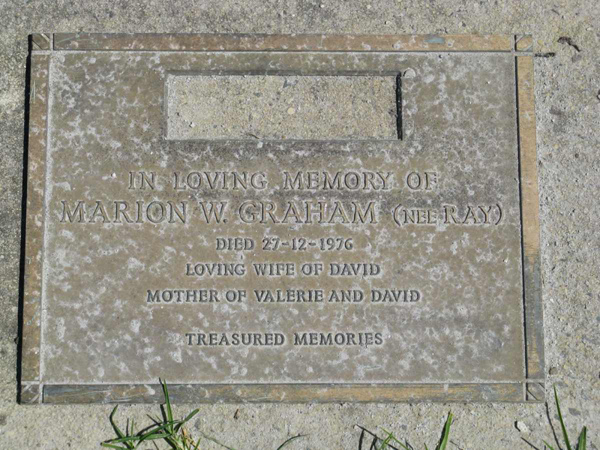 IN LOVING MEMORY OF
MARION W. GRAHAM (NEE RAY)
DIED 27-12-1976
LOVING WIFE OF DAVID
MOTHER OF VALERIE AND DAVID
TREASURED MEMORIES